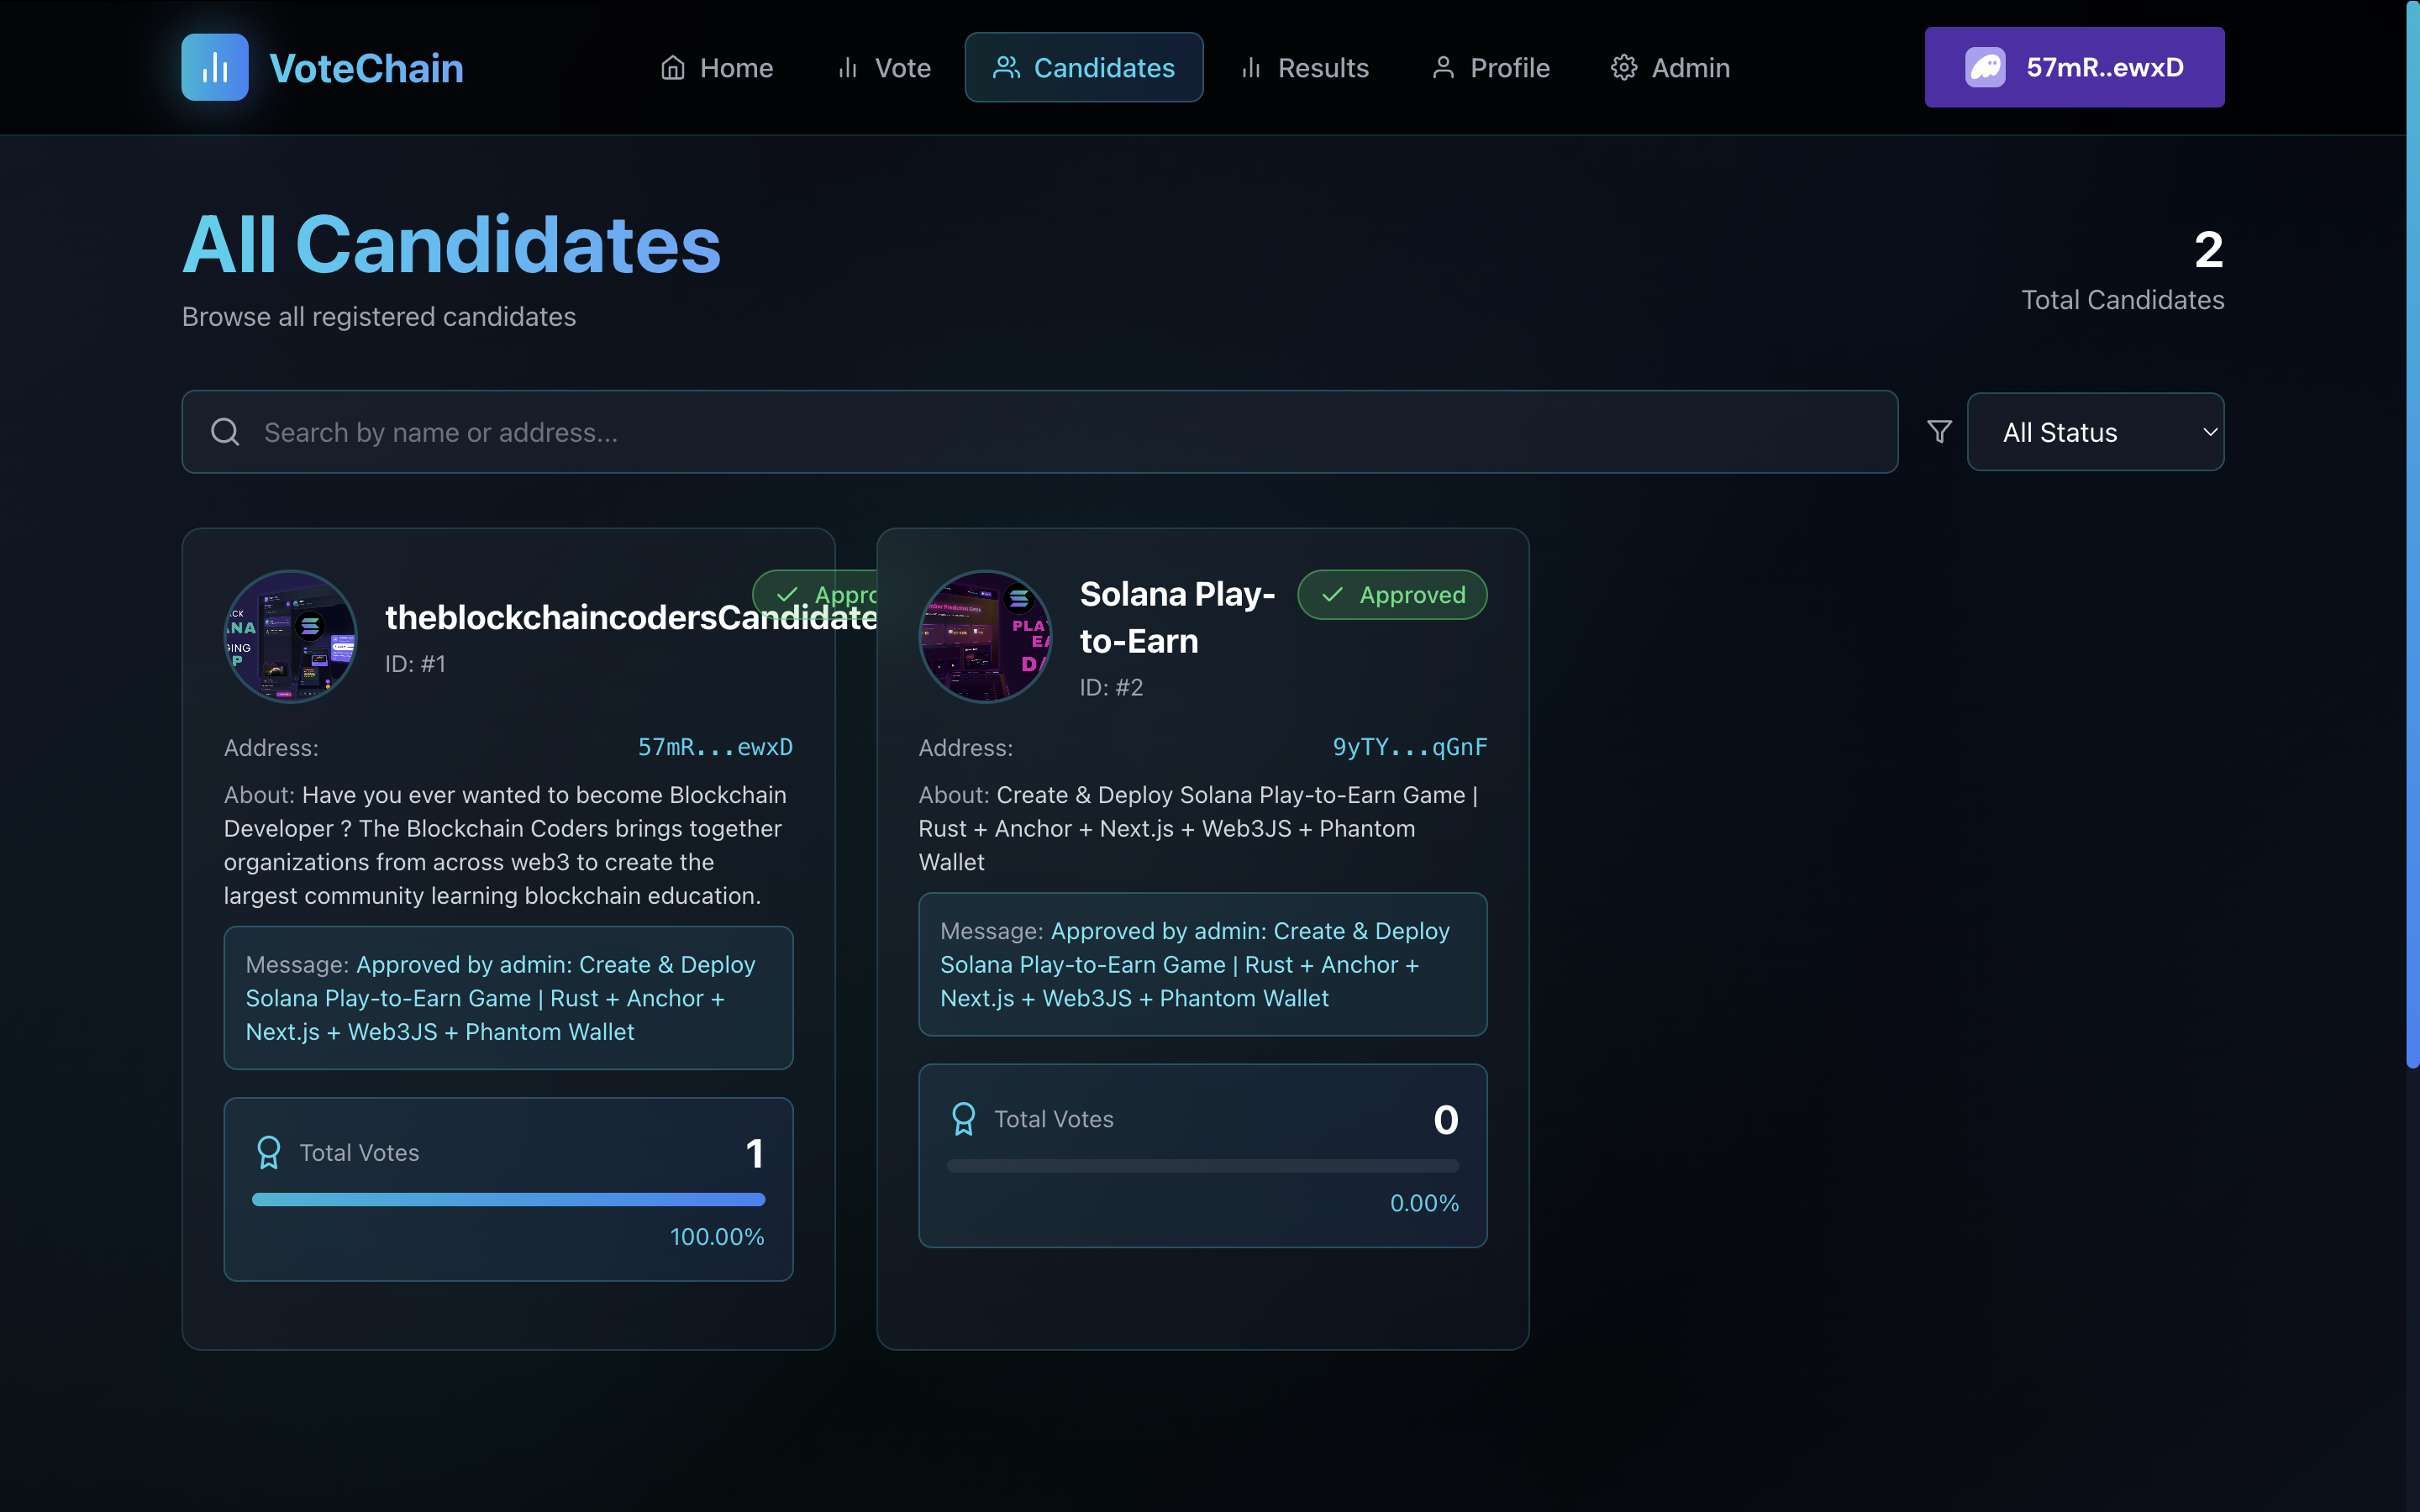 VoteChain
Home
Vote
Candidates
Results
Profile
Admin
57mR..ewxD
All Candidates
Browse all registered candidates
2
Total Candidates
Search by name or address...
All Status
theblockchaincodersCandidate
Appro
ID: #1
Address:
57mR...ewxD
About: Have you ever wanted to become Blockchain
Developer ? The Blockchain Coders brings together
organizations from across web3 to create the
largest community learning blockchain education.
Message: Approved by admin: Create & Deploy
Solana Play-to-Earn Game | Rust + Anchor +
Next.js + Web3JS + Phantom Wallet
Total Votes
1
100.00%
Solana Play-
to-Earn
Approved
ID: #2
Address:
9yTY...qGnF
About: Create & Deploy Solana Play-to-Earn Game |
Rust + Anchor + Next.js + Web3JS + Phantom
Wallet
Message: Approved by admin: Create & Deploy
Solana Play-to-Earn Game | Rust + Anchor +
Next.js + Web3JS + Phantom Wallet
Total Votes
0
0.00%